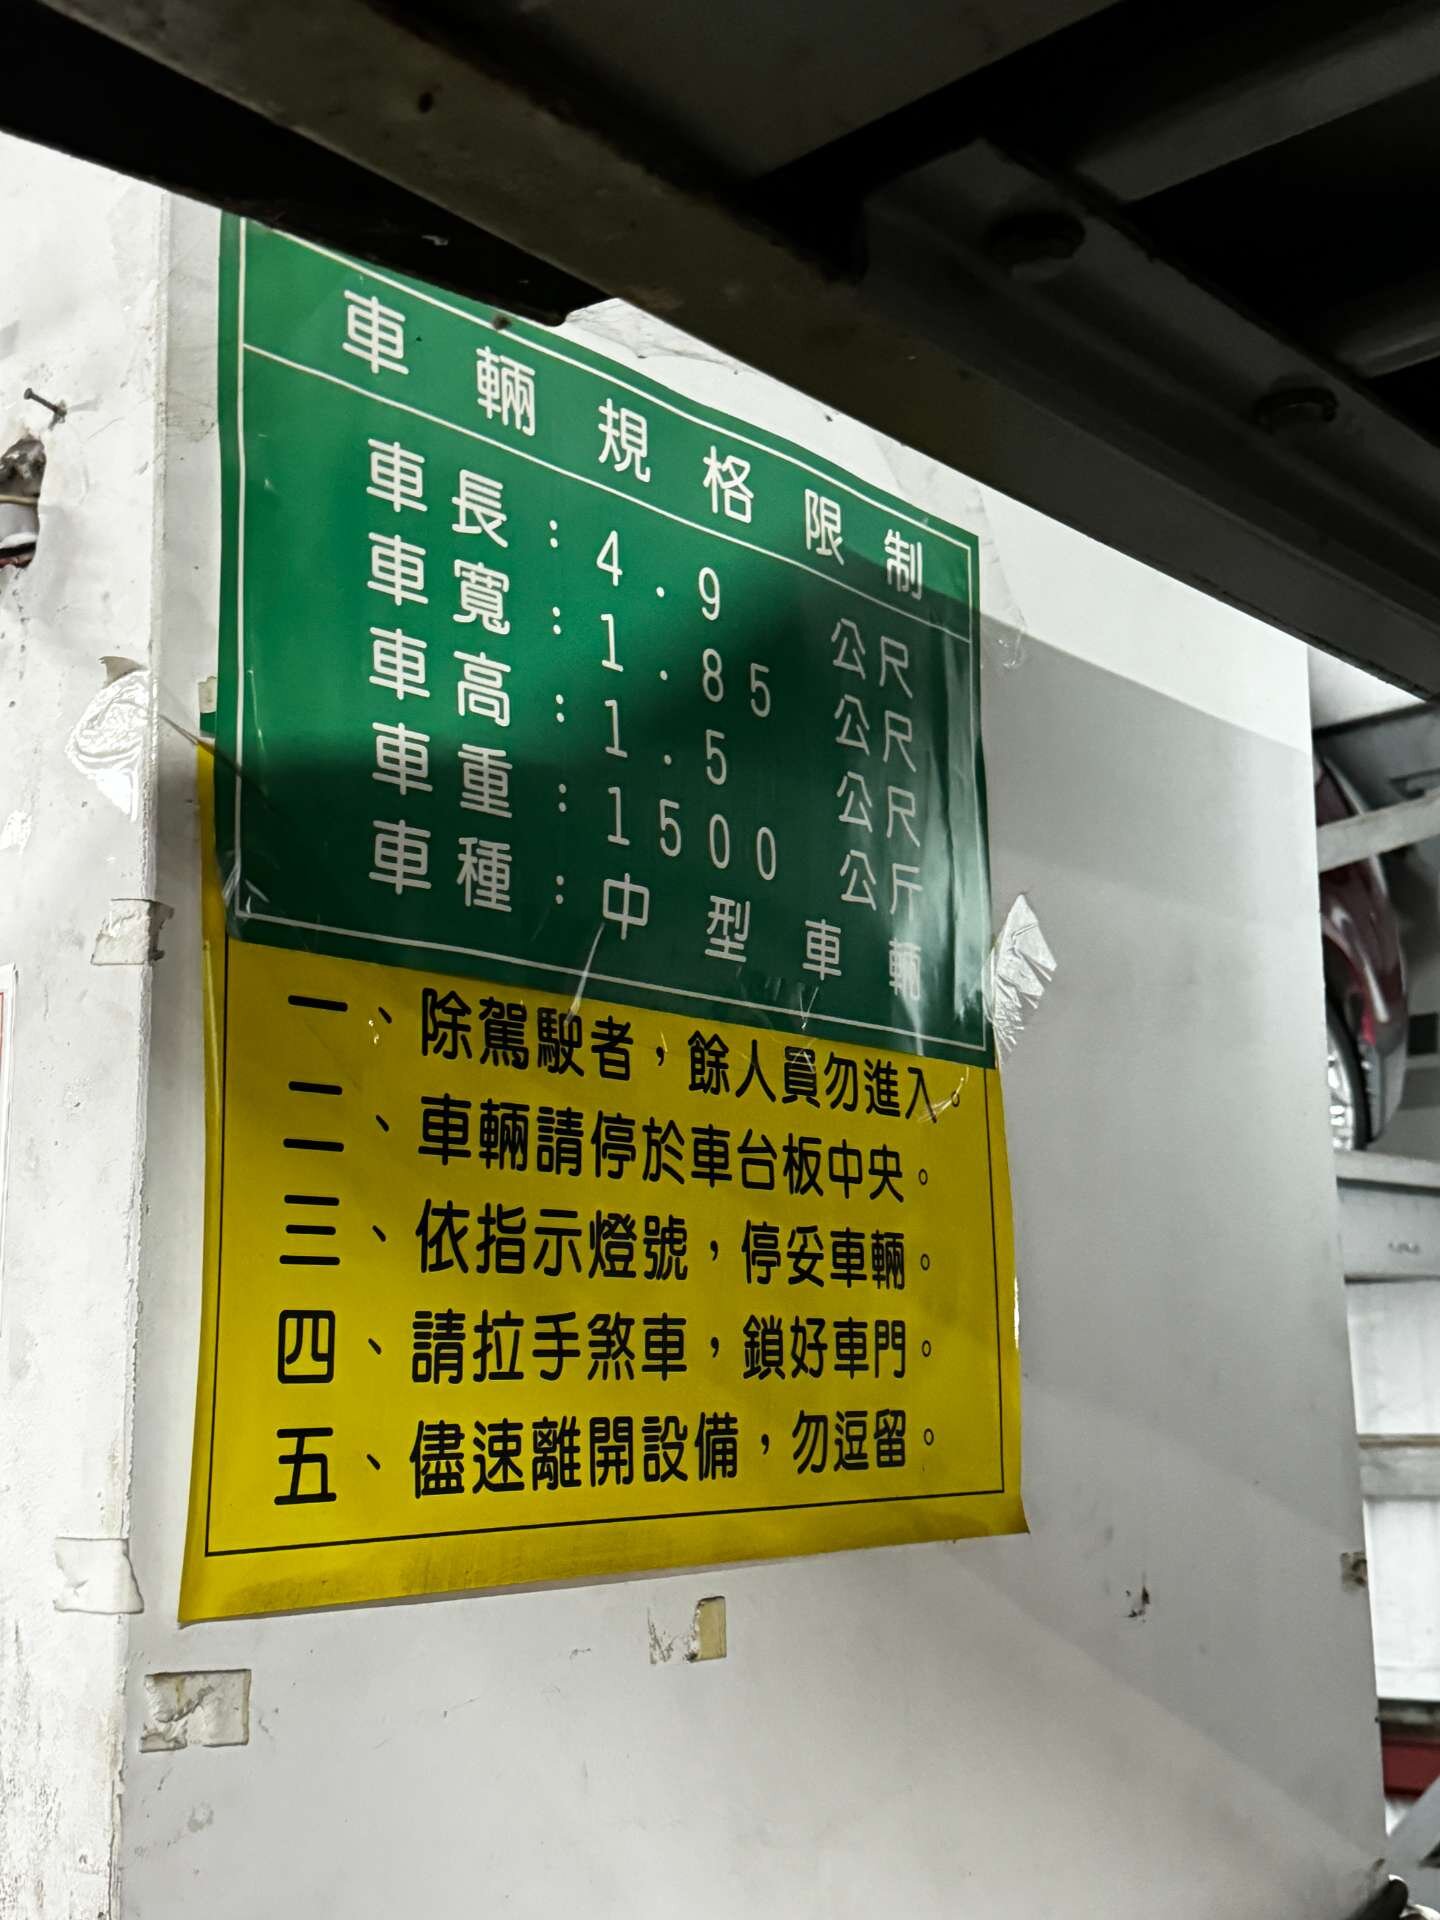 車輛規格限制
車長：4.9 公尺
車寬：1.85 公尺
車高：1.5 公尺
車重：1500 公斤
車種：中型車輛
一、除駕駛者，餘人員勿進入。
二、車輛請停於車台板中央。
三、依指示燈號，停妥車輛。
四、請拉手煞車，鎖好車門。
五、儘速離開設備，勿逗留。